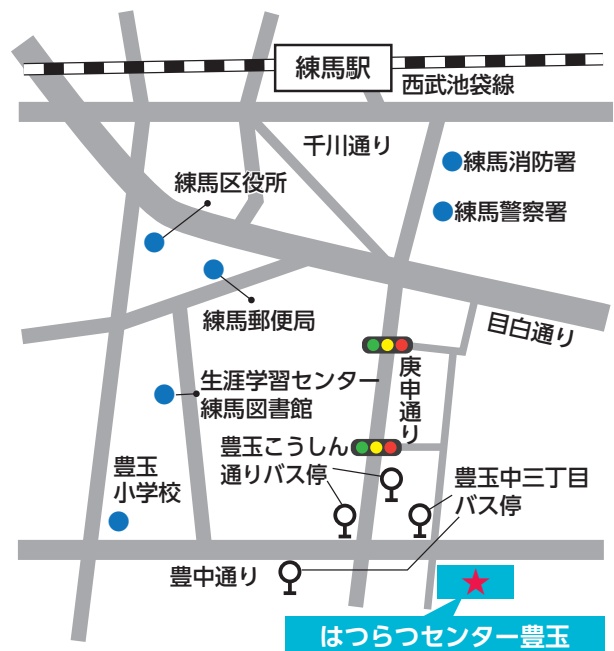 練馬駅
西武池袋線
千川通り
練馬消防署
練馬区役所
練馬警察署
練馬郵便局
目白通り
庚申通り
生涯学習センター
練馬図書館
豊玉こうしん
通りバス停
豊玉
小学校
豊玉中三丁目
バス停
豊中通り
はつらつセンター豊玉